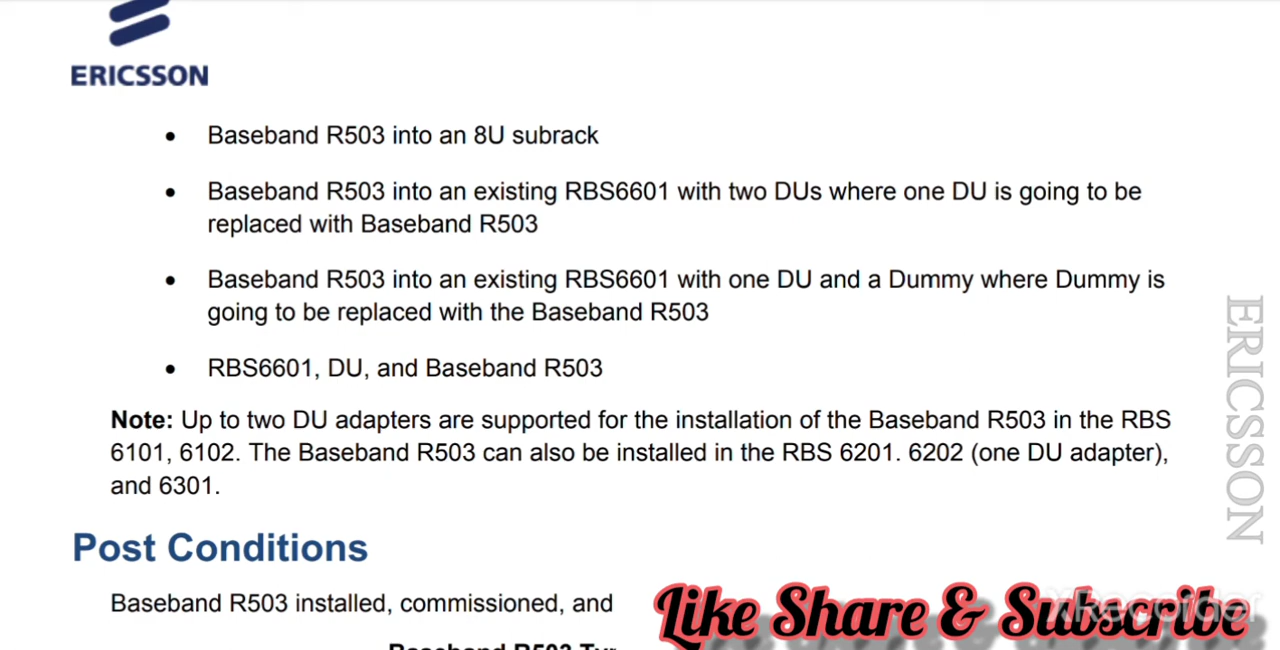 ERICSSON
• Baseband R503 into an 8U subrack
• Baseband R503 into an existing RBS6601 with two DUs where one DU is going to be
replaced with Baseband R503
• Baseband R503 into an existing RBS6601 with one DU and a Dummy where Dummy is
going to be replaced with the Baseband R503
• RBS6601, DU, and Baseband R503
Note: Up to two DU adapters are supported for the installation of the Baseband R503 in the RBS
6101, 6102. The Baseband R503 can also be installed in the RBS 6201. 6202 (one DU adapter),
and 6301.
ERICSSON
Post Conditions
Baseband R503 installed, commissioned, and
Like Share & Subscribe
XRecorder
Baseband R503